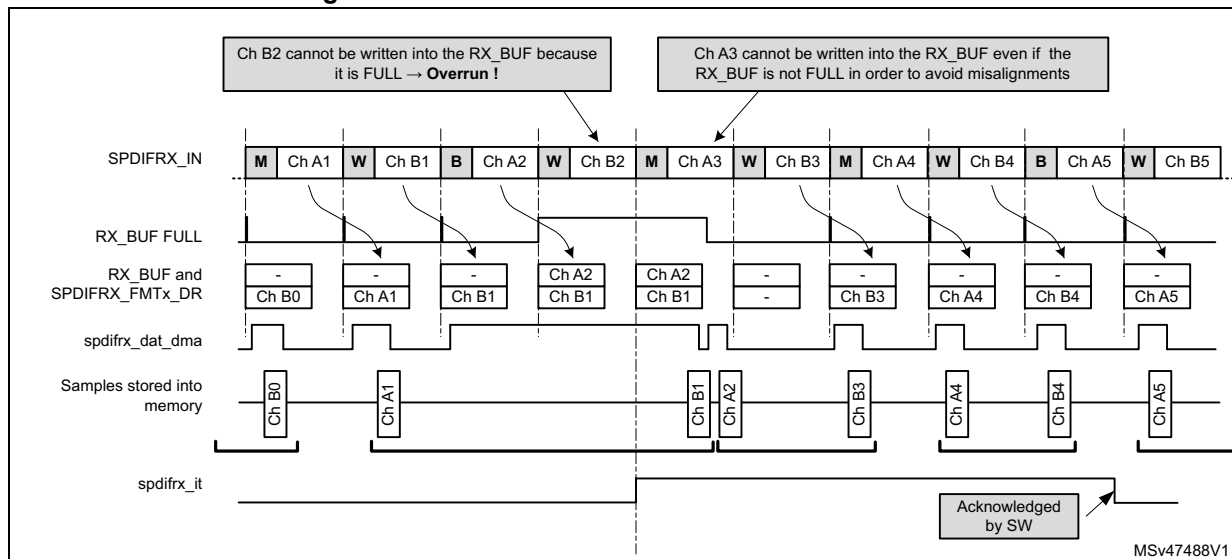 Ch B2 cannot be written into the RX_BUF because
it is FULL → Overrun !
Ch A3 cannot be written into the RX_BUF even if the
RX_BUF is not FULL in order to avoid misalignments
SPDIFRX_IN
M Ch A1 W Ch B1 B Ch A2 W Ch B2 M Ch A3 W Ch B3 M Ch A4 W Ch B4 B Ch A5 W Ch B5
RX_BUF FULL
RX_BUF and
SPDIFRX_FMTx_DR
- - - Ch A2 Ch A2 - - - - -
Ch B0 Ch A1 Ch B1 Ch B1 Ch B1 - Ch B3 Ch A4 Ch B4 Ch A5
spdifrx_dat_dma
Samples stored into
memory
Ch B0 Ch A1 Ch B1 Ch A2 Ch B3 Ch A4 Ch B4 Ch A5
spdifrx_it
Acknowledged
by SW
MSv47488V1